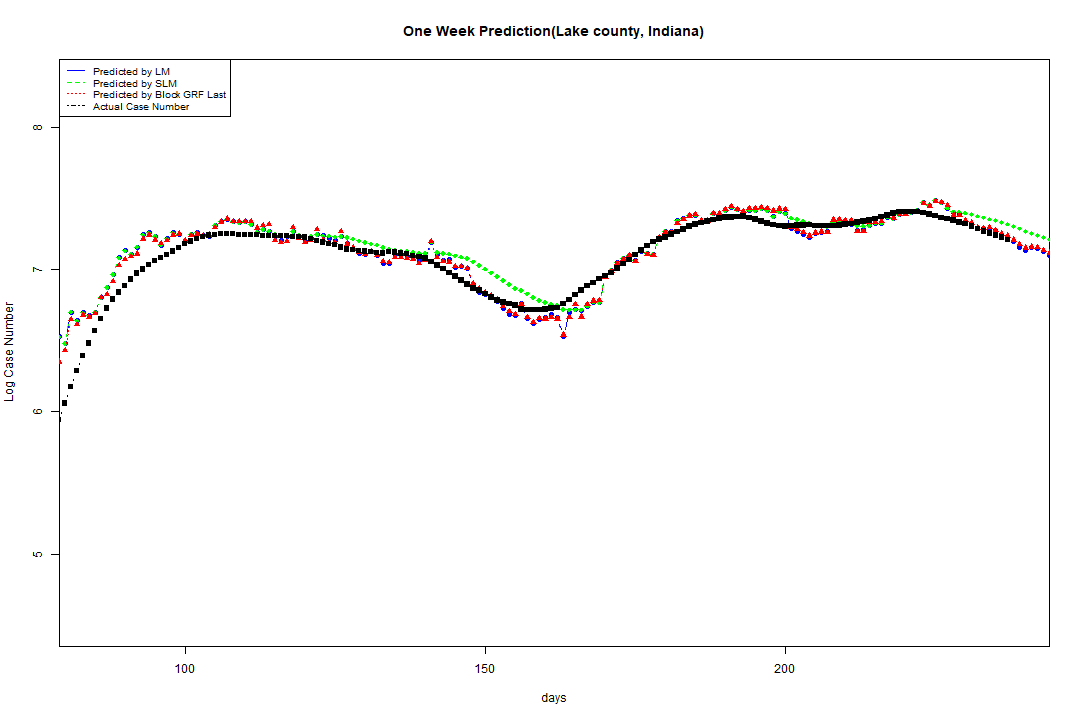 One Week Prediction(Lake county, Indiana)
Predicted by LM
Predicted by SLM
Predicted by Block GRF Last
Actual Case Number
8
7
6
5
Log Case Number
100
150
200
days